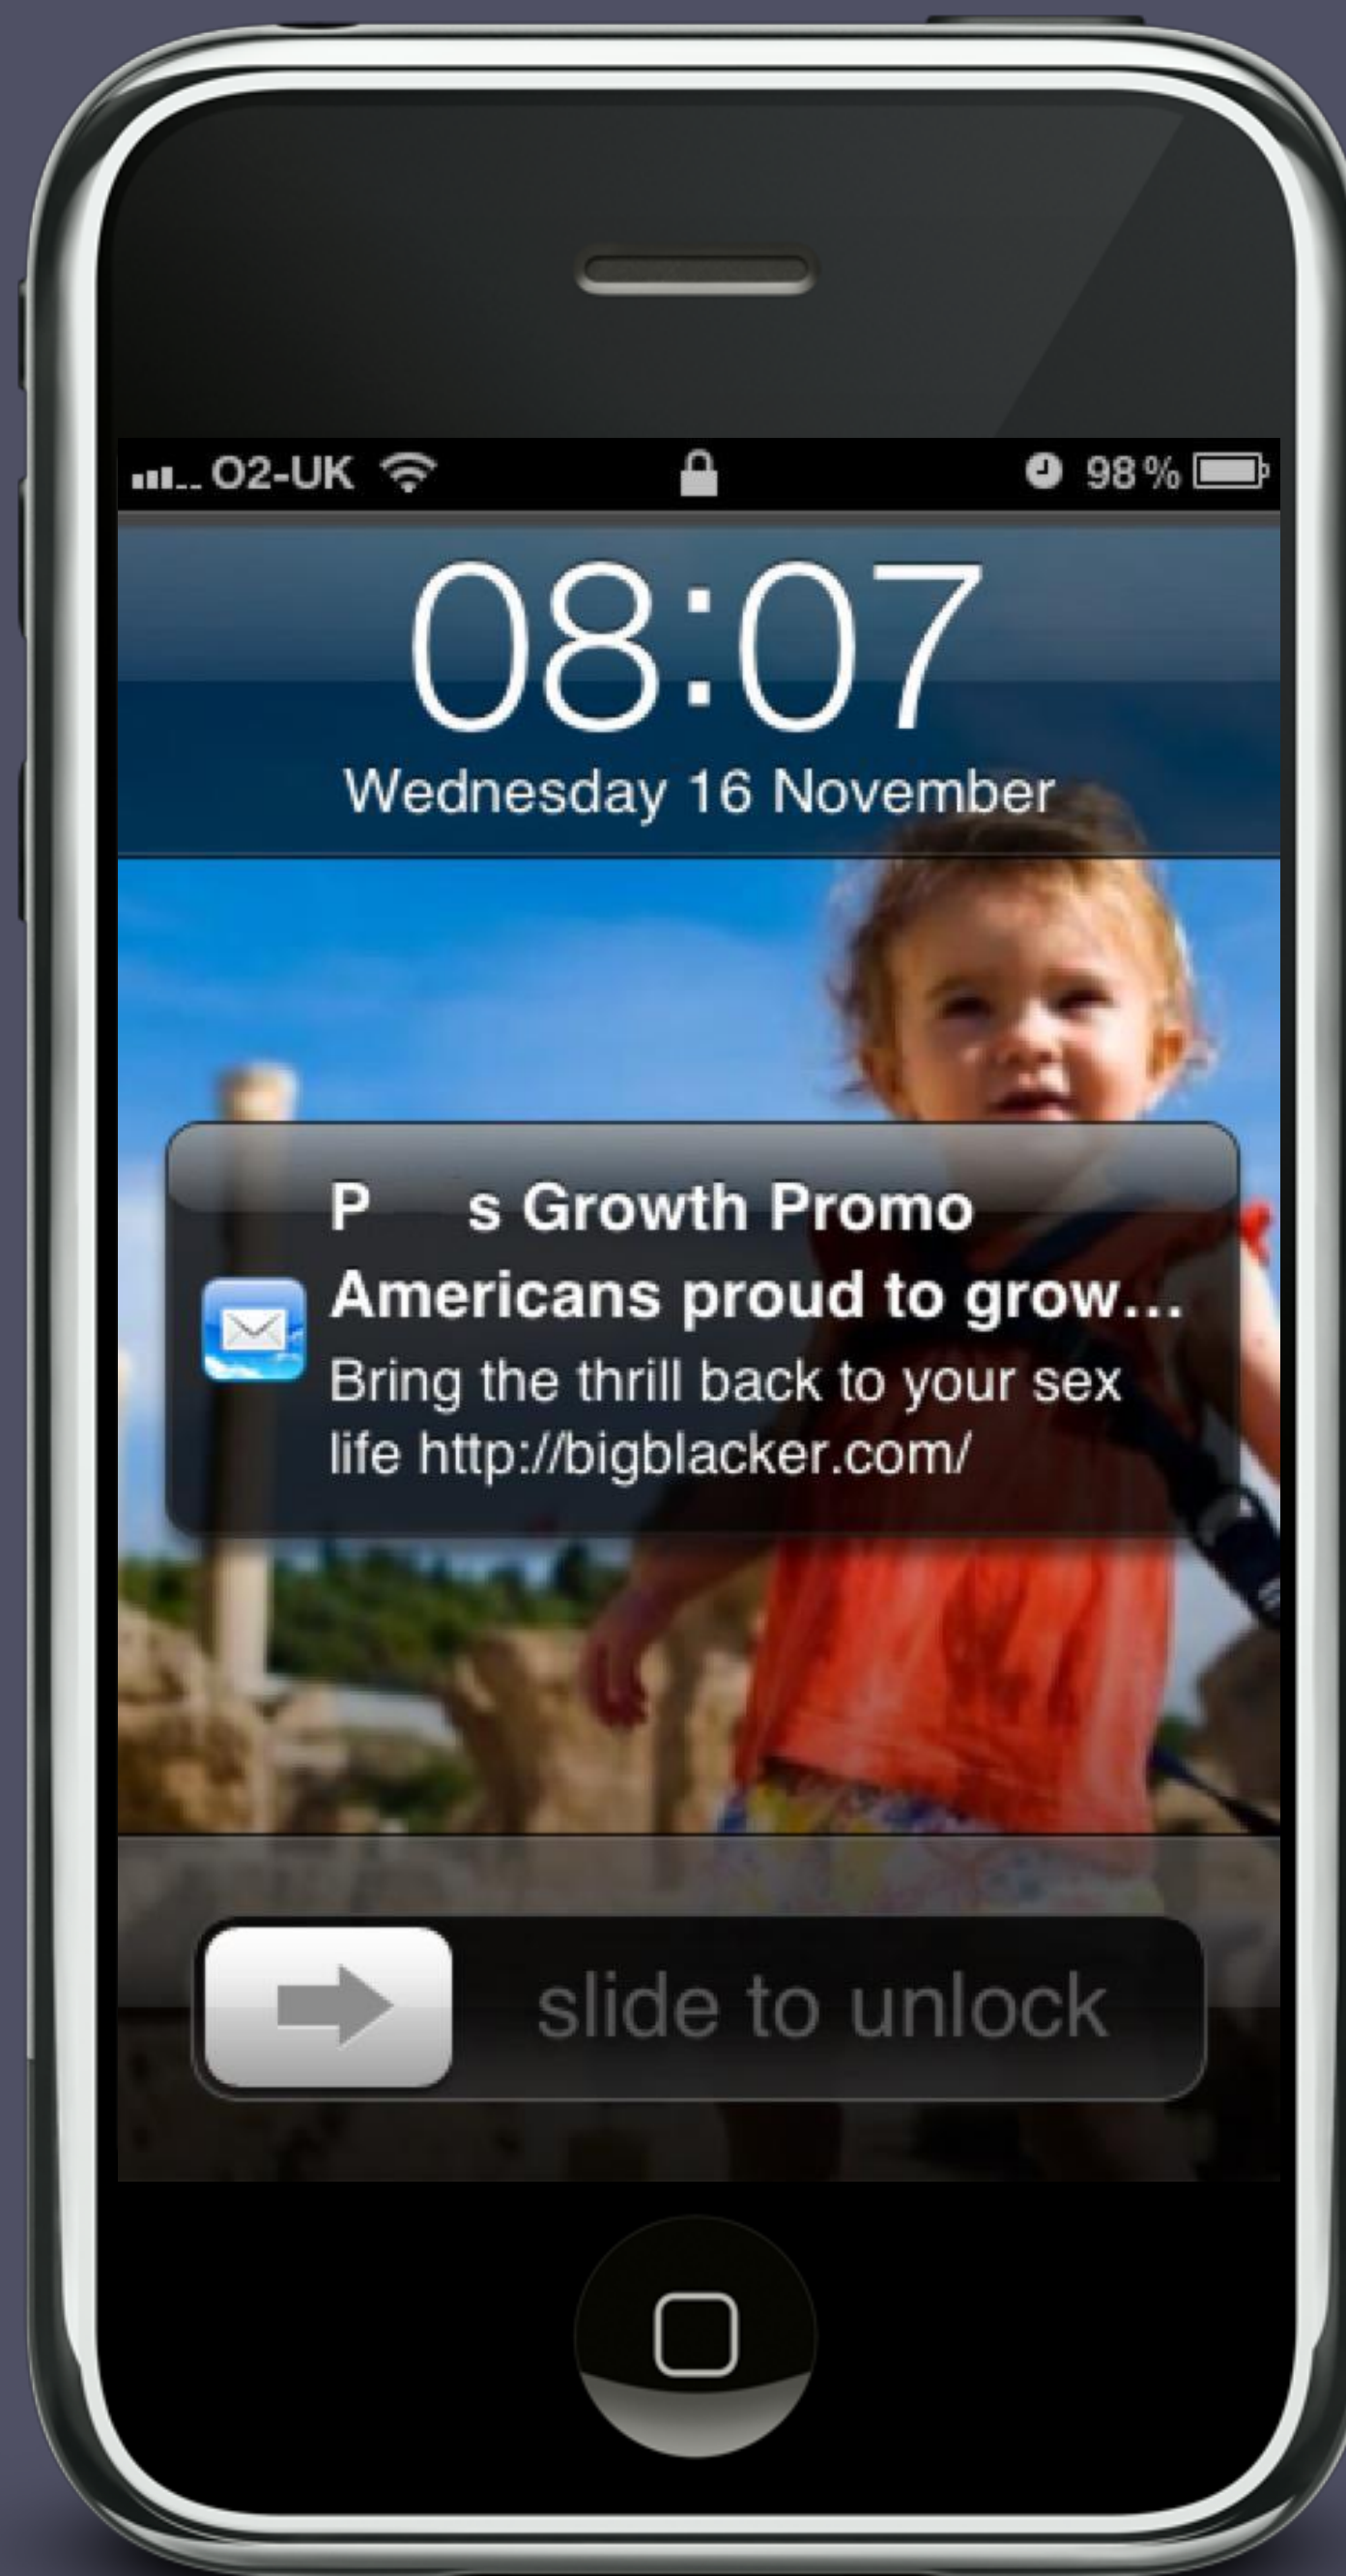 O2-UK 98%
08:07
Wednesday 16 November
P s Growth Promo
Americans proud to grow...
Bring the thrill back to your sex
life http://bigblacker.com/
slide to unlock